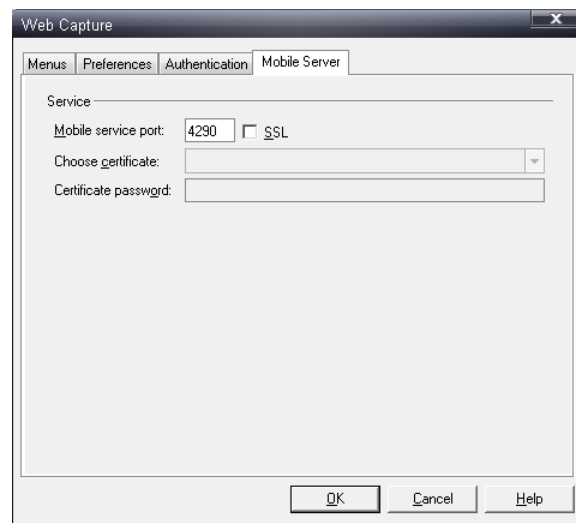 Web Capture
x
Menus Preferences Authentication Mobile Server
Service
Mobile service port: 4290 SSL
Choose certificate:
Certificate password:
OK Cancel Help